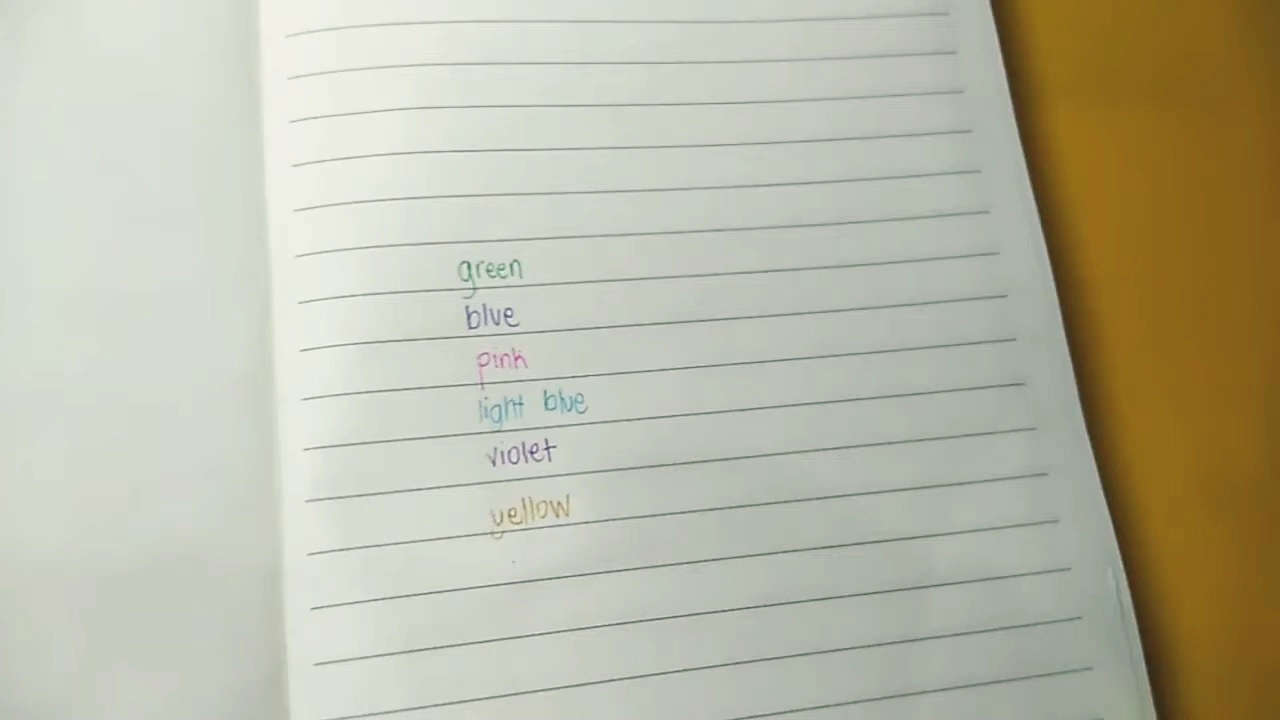 green
blue
pink
light blue
violet
yellow